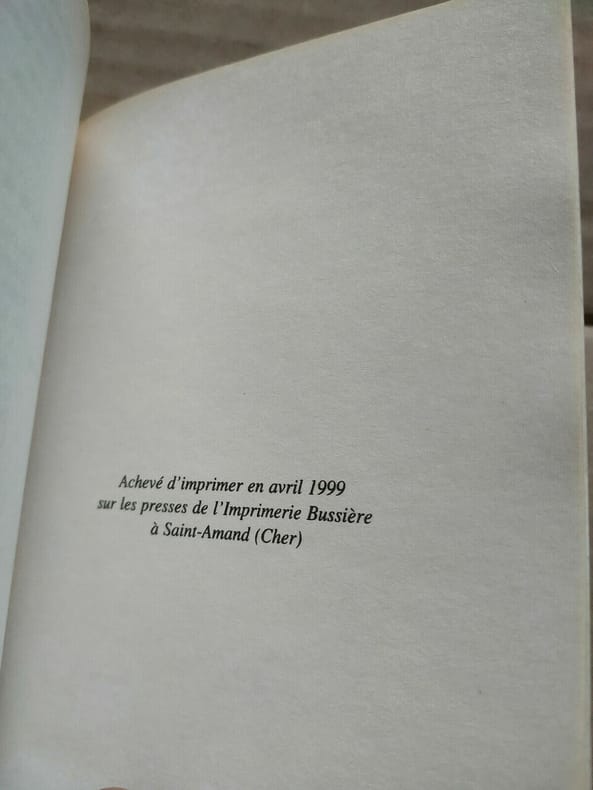 Achevé d'imprimer en avril 1999
sur les presses de l'Imprimerie Bussière
à Saint-Amand (Cher)